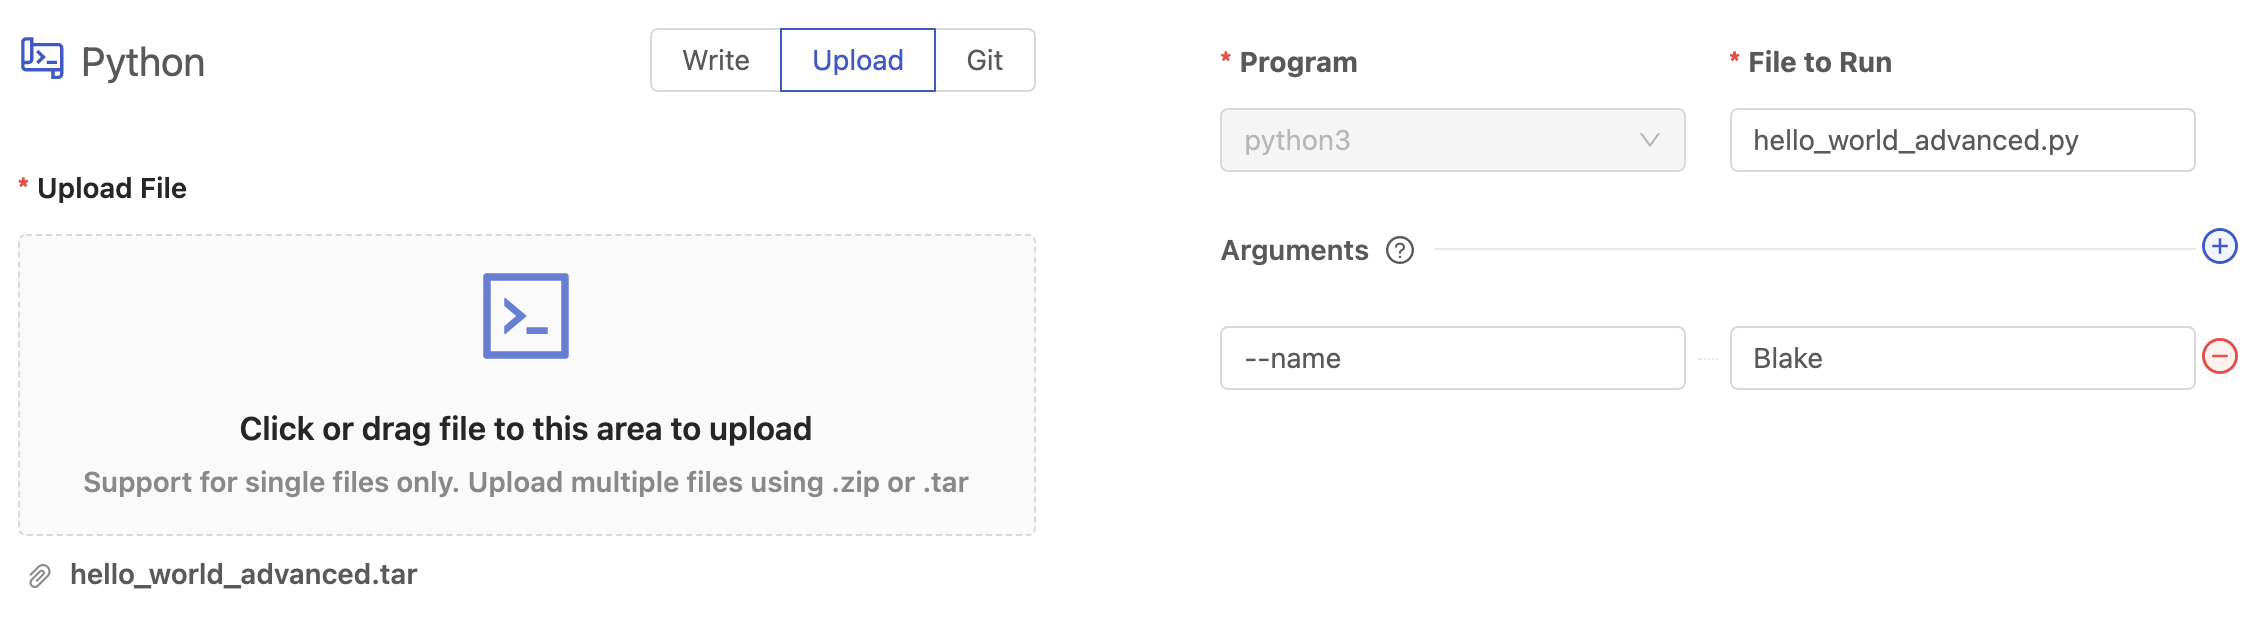 Python
Write
Upload
Git
* Upload File
Click or drag file to this area to upload
Support for single files only. Upload multiple files using .zip or .tar
hello_world_advanced.tar
* Program
* File to Run
python3
hello_world_advanced.py
Arguments
--name
Blake